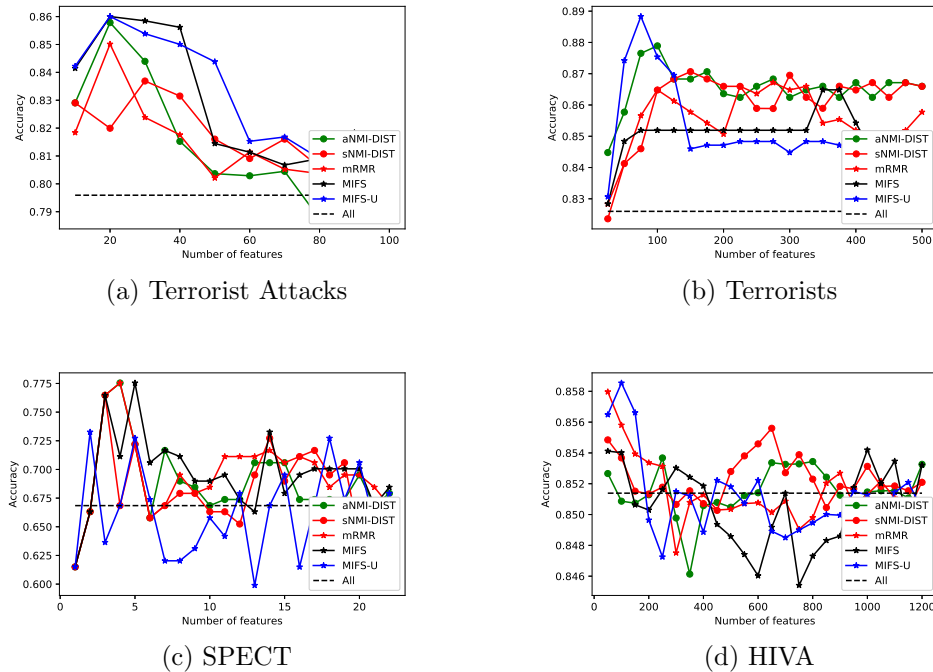 0.86
0.85
0.84
0.83
0.82
0.81
0.80
0.79
Accuracy
20
40
60
80
100
Number of features
aNMI-DIST
sNMI-DIST
mRMR
MIFS
MIFS-U
All
(a) Terrorist Attacks
0.89
0.88
0.87
0.86
0.85
0.84
0.83
Accuracy
100
200
300
400
500
Number of features
aNMI-DIST
sNMI-DIST
mRMR
MIFS
MIFS-U
All
(b) Terrorists
0.775
0.750
0.725
0.700
0.675
0.650
0.625
0.600
Accuracy
0
5
10
15
20
Number of features
aNMI-DIST
sNMI-DIST
mRMR
MIFS
MIFS-U
All
(c) SPECT
0.858
0.856
0.854
0.852
0.850
0.848
0.846
Accuracy
0
200
400
600
800
1000
1200
Number of features
aNMI-DIST
sNMI-DIST
mRMR
MIFS
MIFS-U
All
(d) HIVA